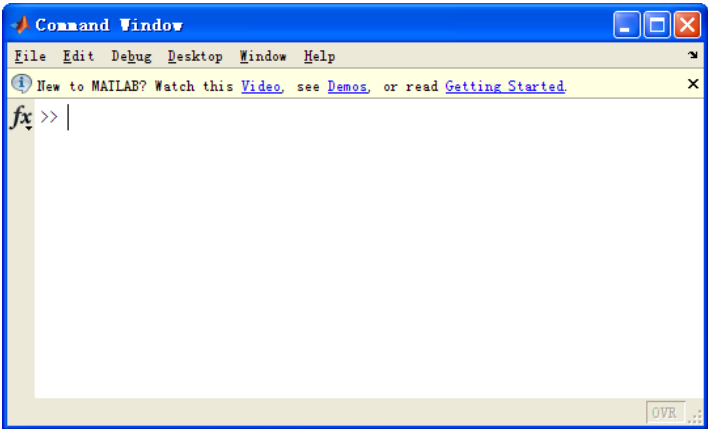 Command Window
File Edit Debug Desktop Window Help
New to MATLAB? Watch this Video, see Demos, or read Getting Started.
fx >>
OVR